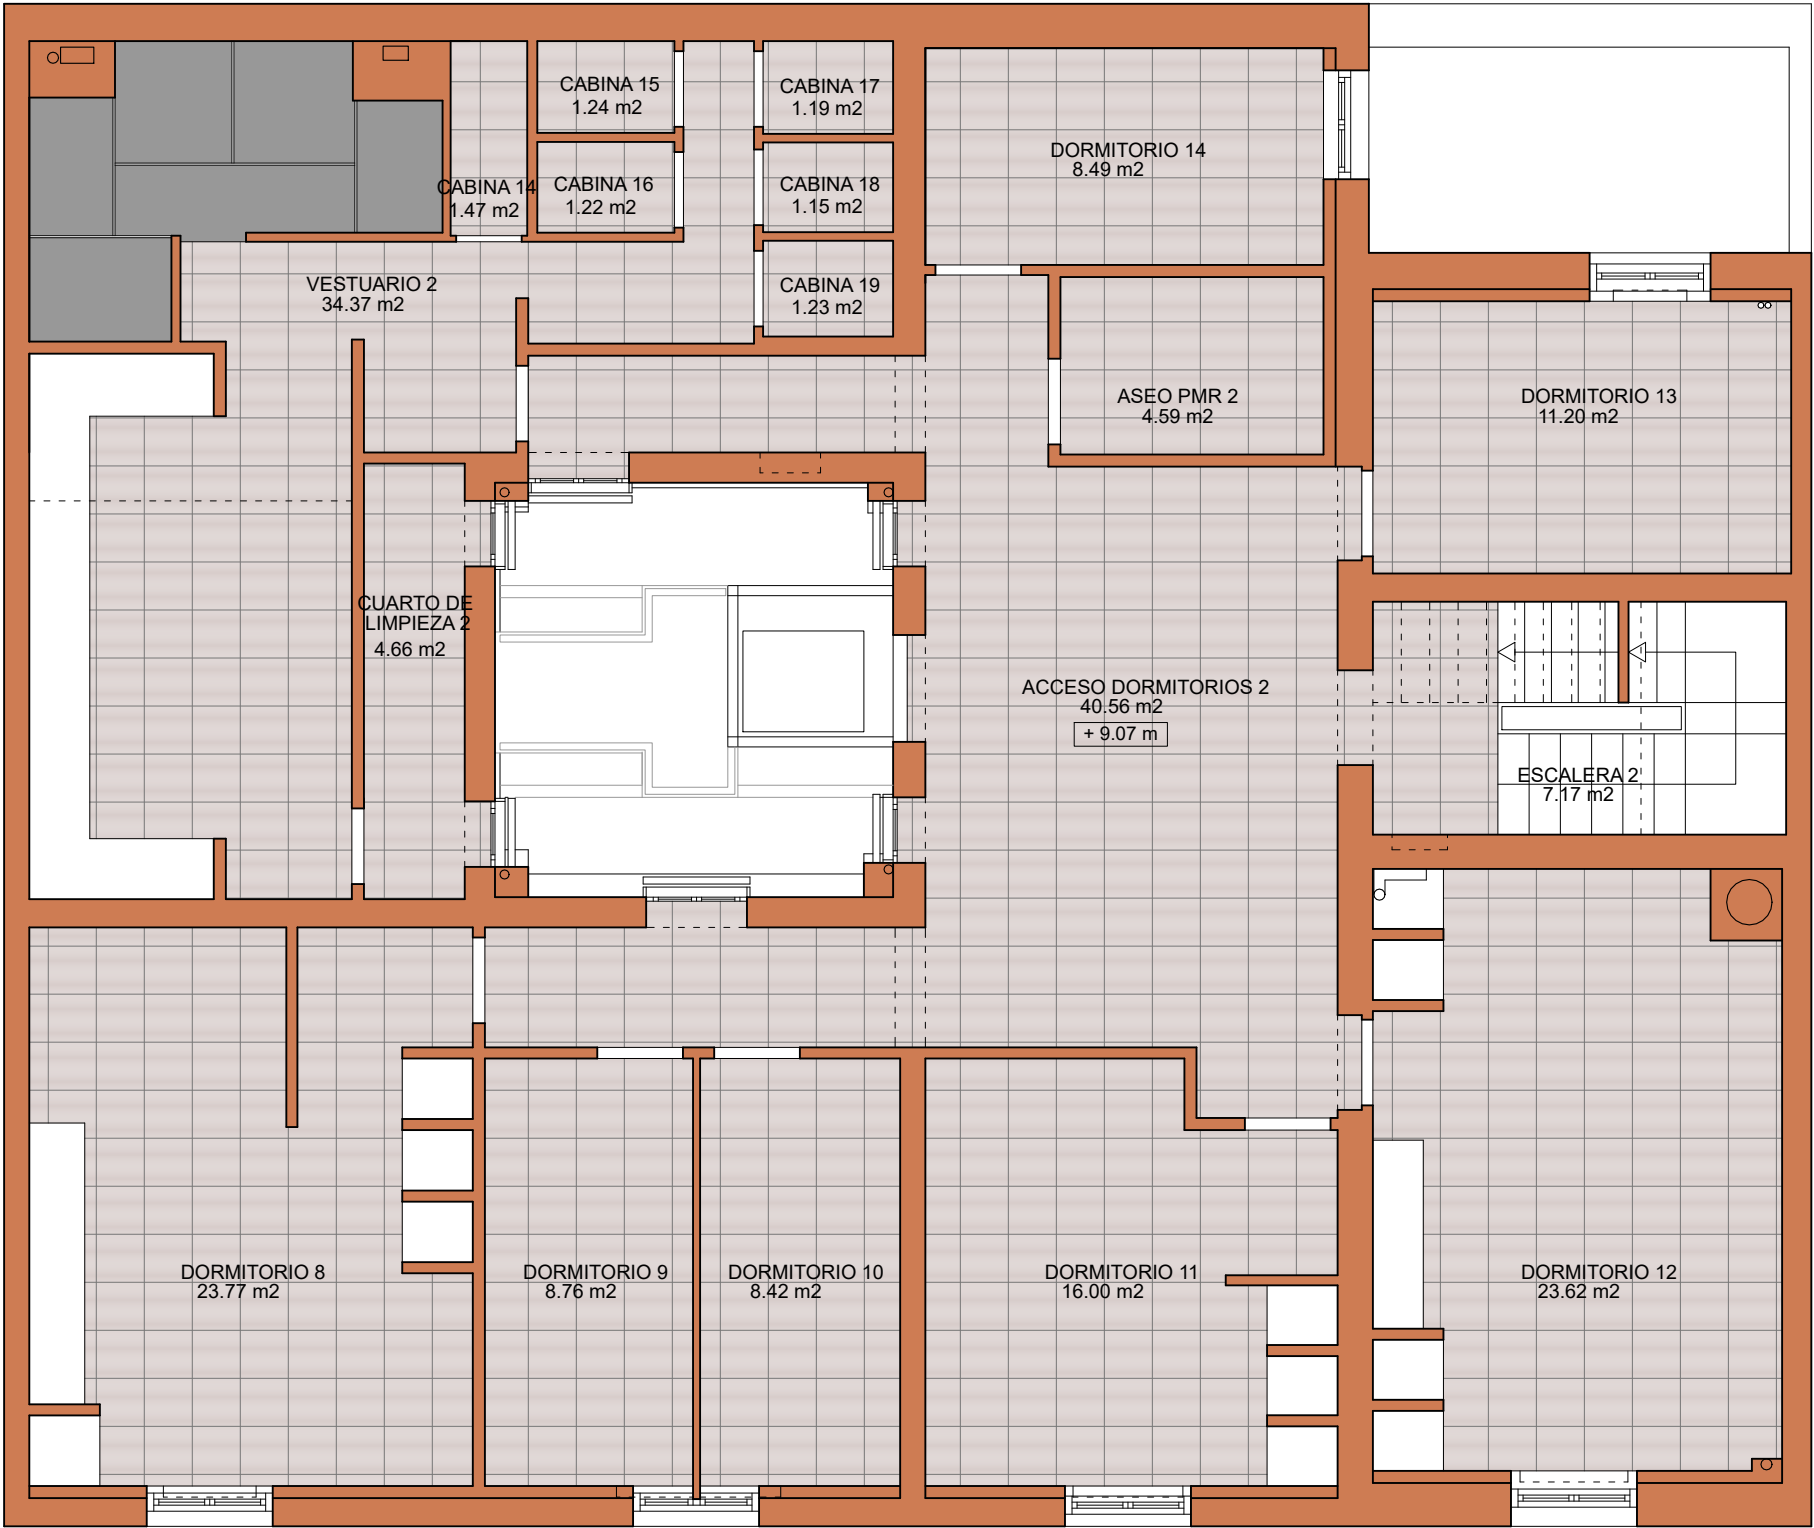 CABINA 15
1.24 m2
CABINA 17
1.19 m2
DORMITORIO 14
8.49 m2
CABINA 14
1.47 m2
CABINA 16
1.22 m2
CABINA 18
1.15 m2
VESTUARIO 2
34.37 m2
CABINA 19
1.23 m2
ASEO PMR 2
4.59 m2
DORMITORIO 13
11.20 m2
CUARTO DE
LIMPIEZA 2
4.66 m2
ACCESO DORMITORIOS 2
40.56 m2
+ 9.07 m
ESCALERA 2
7.17 m2
DORMITORIO 8
23.77 m2
DORMITORIO 9
8.76 m2
DORMITORIO 10
8.42 m2
DORMITORIO 11
16.00 m2
DORMITORIO 12
23.62 m2